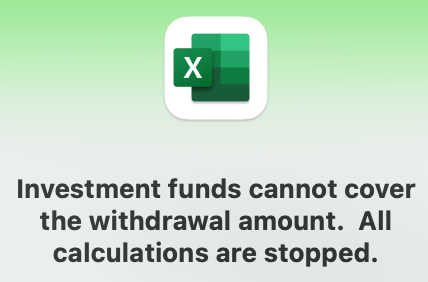 X
Investment funds cannot cover
the withdrawal amount.  All
calculations are stopped.